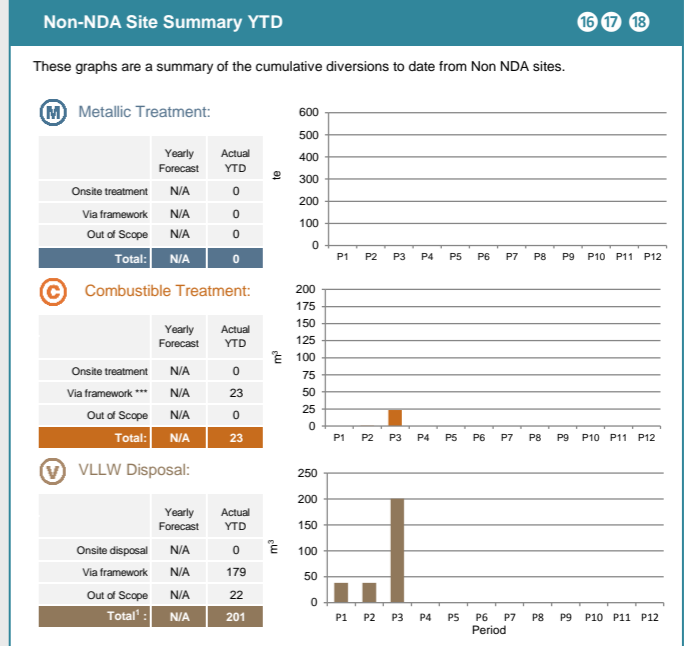 Non-NDA Site Summary YTD
16 17 18
These graphs are a summary of the cumulative diversions to date from Non NDA sites.
M Metallic Treatment:
Yearly Forecast Actual YTD
Onsite treatment N/A 0
Via framework N/A 0
Out of Scope N/A 0
Total: N/A 0
te
600
500
400
300
200
100
0
P1 P2 P3 P4 P5 P6 P7 P8 P9 P10 P11 P12
C Combustible Treatment:
Yearly Forecast Actual YTD
Onsite treatment N/A 0
Via framework *** N/A 23
Out of Scope N/A 0
Total: N/A 23
m³
200
175
150
125
100
75
50
25
0
P1 P2 P3 P4 P5 P6 P7 P8 P9 P10 P11 P12
V VLLW Disposal:
Yearly Forecast Actual YTD
Onsite disposal N/A 0
Via framework N/A 179
Out of Scope N/A 22
Total¹ : N/A 201
m³
250
200
150
100
50
0
P1 P2 P3 P4 P5 P6 P7 P8 P9 P10 P11 P12
Period